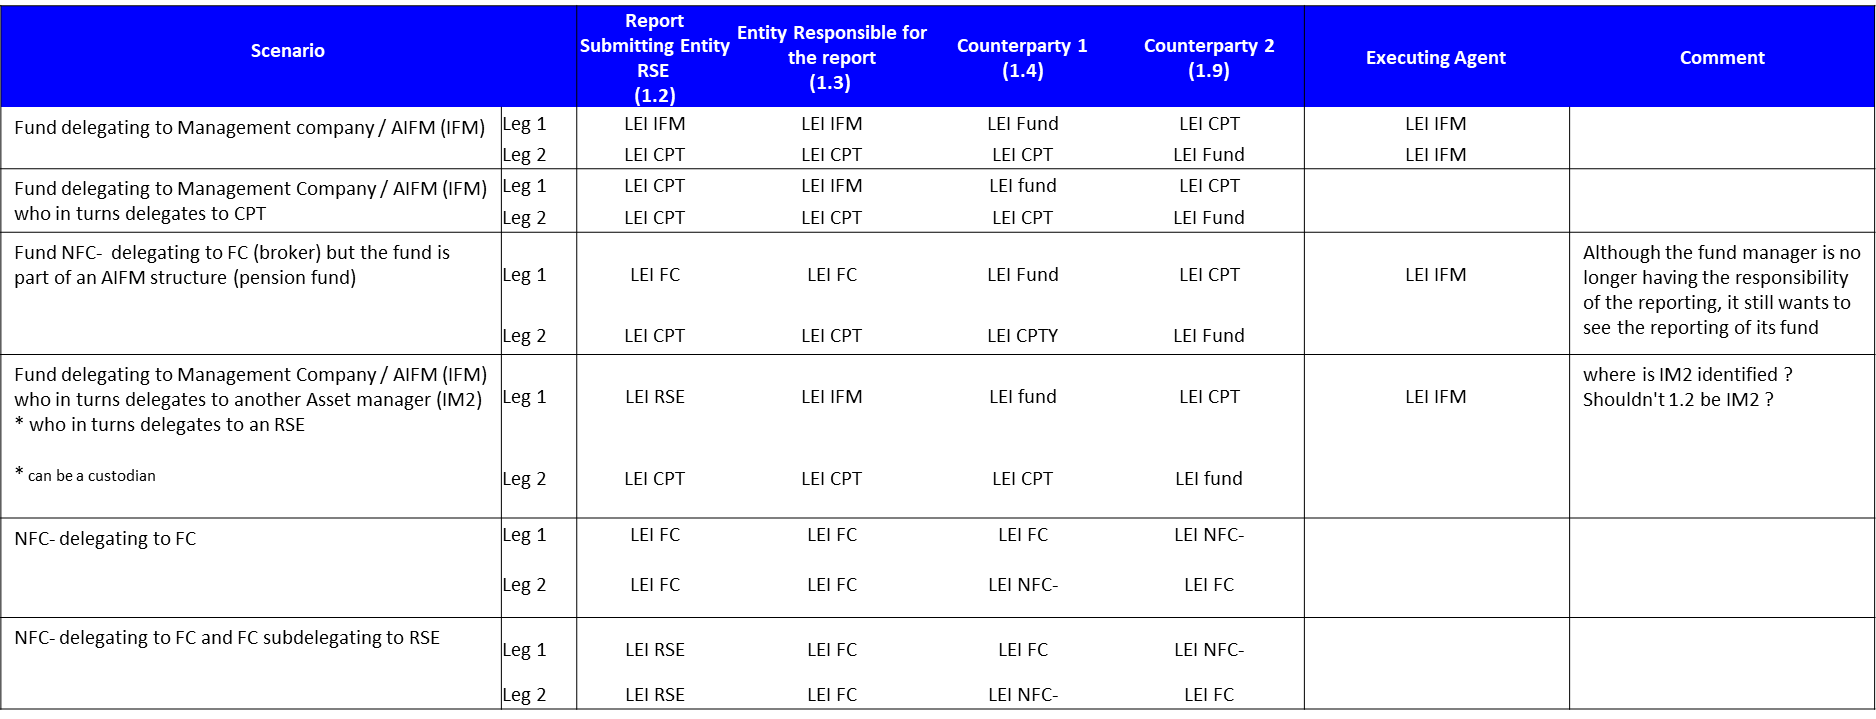 Scenario
Report
Submitting Entity
RSE
(1.2)
Entity Responsible for
the report
(1.3)
Counterparty 1
(1.4)
Counterparty 2
(1.9)
Executing Agent
Comment
Fund delegating to Management company / AIFM (IFM)
Leg 1 LEI IFM LEI IFM LEI Fund LEI CPT LEI IFM
Leg 2 LEI CPT LEI CPT LEI CPT LEI Fund LEI IFM
Fund delegating to Management Company / AIFM (IFM)
who in turns delegates to CPT
Leg 1 LEI CPT LEI IFM LEI fund LEI CPT
Leg 2 LEI CPT LEI CPT LEI CPT LEI Fund
Fund NFC- delegating to FC (broker) but the fund is
part of an AIFM structure (pension fund)
Leg 1 LEI FC LEI FC LEI Fund LEI CPT LEI IFM
Although the fund manager is no
longer having the responsibility
of the reporting, it still wants to
see the reporting of its fund
Leg 2 LEI CPT LEI CPT LEI CPTY LEI Fund
Fund delegating to Management Company / AIFM (IFM)
who in turns delegates to another Asset manager (IM2)
* who in turns delegates to an RSE
* can be a custodian
Leg 1 LEI RSE LEI IFM LEI fund LEI CPT LEI IFM
where is IM2 identified ?
Shouldn't 1.2 be IM2 ?
Leg 2 LEI CPT LEI CPT LEI CPT LEI fund
NFC- delegating to FC
Leg 1 LEI FC LEI FC LEI FC LEI NFC-
Leg 2 LEI FC LEI FC LEI NFC- LEI FC
NFC- delegating to FC and FC subdelegating to RSE
Leg 1 LEI RSE LEI FC LEI FC LEI NFC-
Leg 2 LEI RSE LEI FC LEI NFC- LEI FC